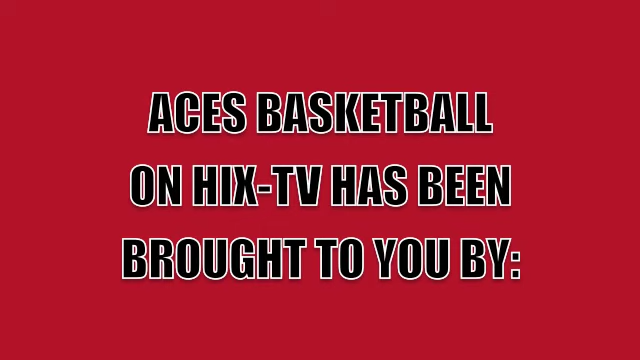 ACES BASKETBALL
ON HIX-TV HAS BEEN
BROUGHT TO YOU BY: